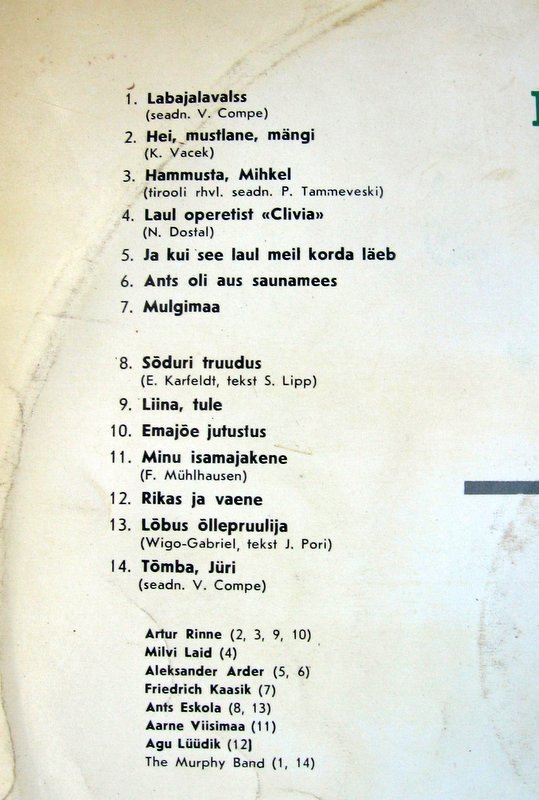 1. Labajalavalss
(seadn. V. Compe)
2. Hei, mustlane, mängi
(K. Vacek)
3. Hammusta, Mihkel
(tirooli rhvl. seadn. P. Tammeveski)
4. Laul operetist «Clivia»
(N. Dostal)
5. Ja kui see laul meil korda läeb
6. Ants oli aus saunamees
7. Mulgimaa
8. Sõduri truudus
(E. Karfeldt, tekst S. Lipp)
9. Liina, tule
10. Emajõe jutustus
11. Minu isamajakene
(F. Mühlhausen)
12. Rikas ja vaene
13. Lõbus õllepruulija
(Wigo-Gabriel, tekst J. Pori)
14. Tõmba, Jüri
(seadn. V. Compe)
Artur Rinne (2, 3, 9, 10)
Milvi Laid (4)
Aleksander Arder (5, 6)
Friedrich Kaasik (7)
Ants Eskola (8, 13)
Aarne Viisimaa (11)
Agu Lüüdik (12)
The Murphy Band (1, 14)